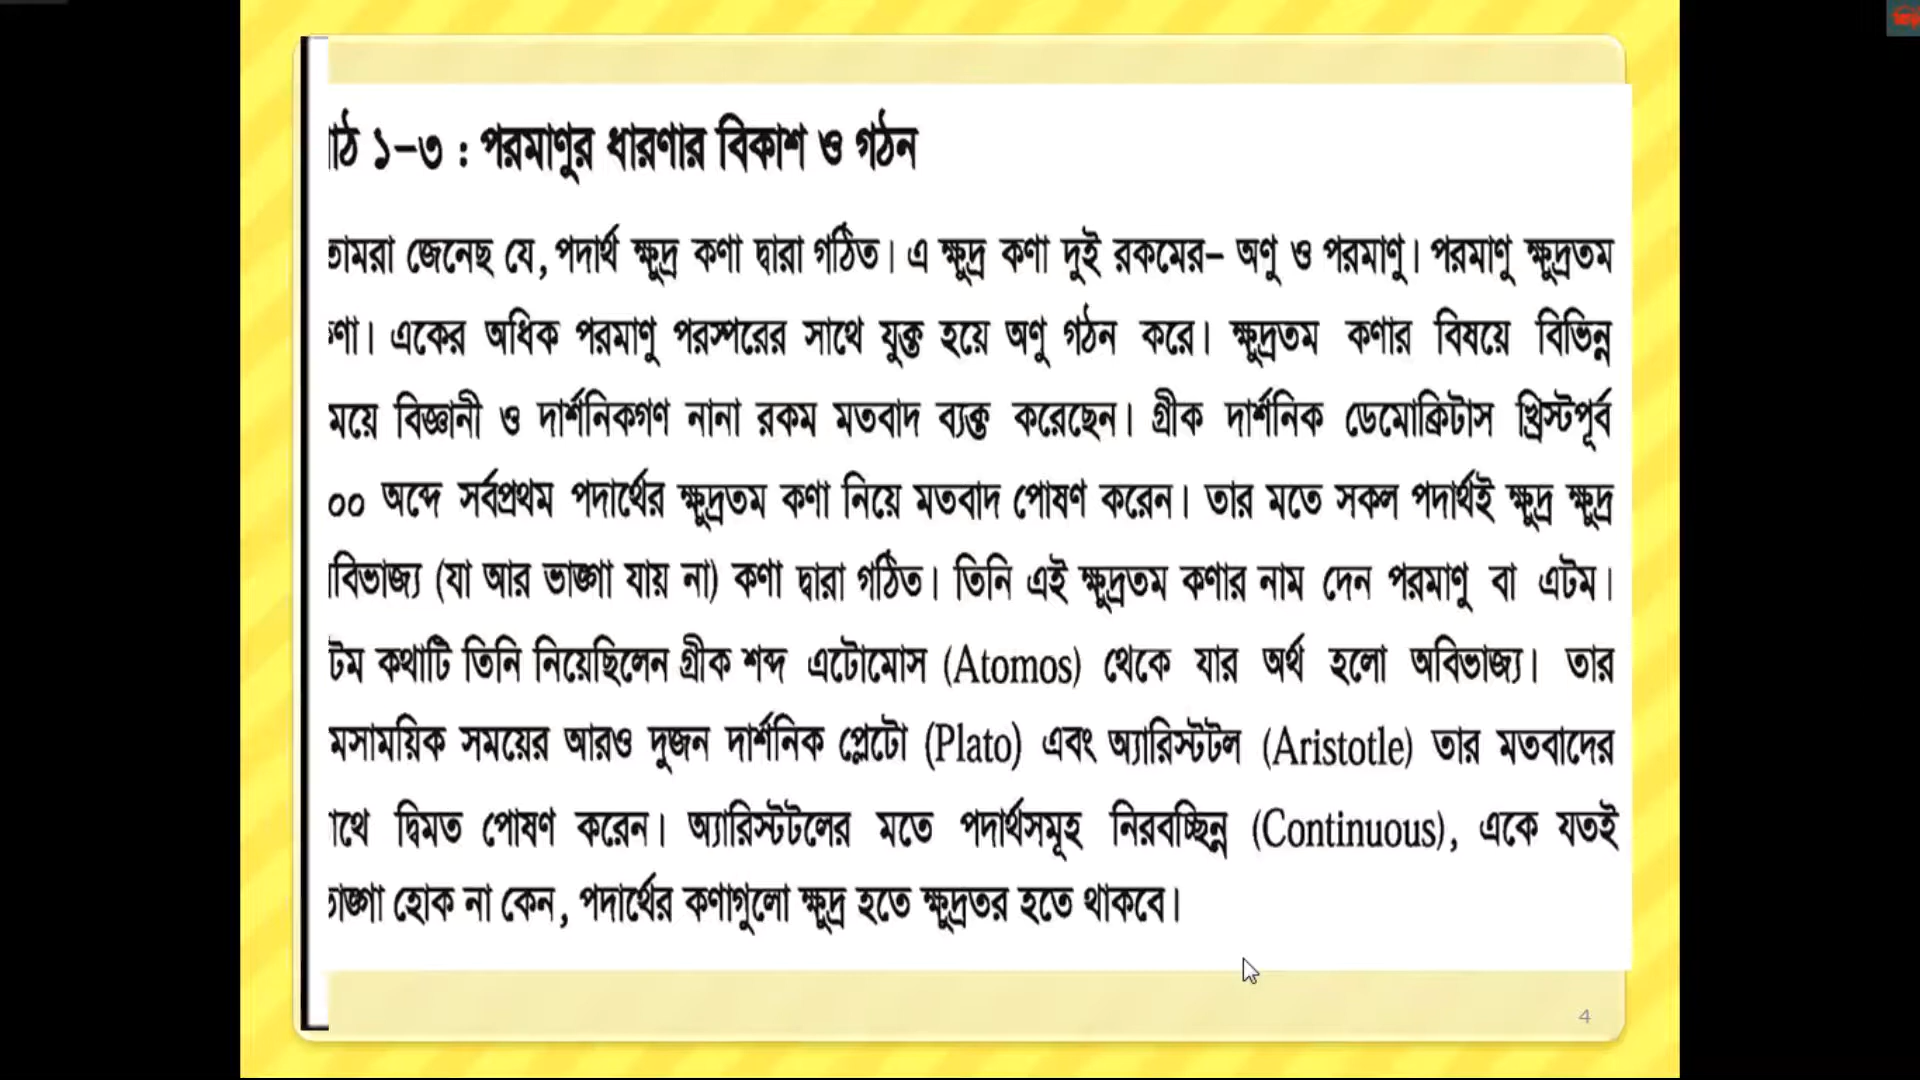 াঠ ১-৩ : পরমাণুর ধারণার বিকাশ ও গঠন
তামরা জেনেছ যে, পদার্থ ক্ষুদ্র কণা দ্বারা গঠিত। এ ক্ষুদ্র কণা দুই রকমের- অণু ও পরমাণু। পরমাণু ক্ষুদ্রতম
ণা। একের অধিক পরমাণু পরস্পরের সাথে যুক্ত হয়ে অণু গঠন করে। ক্ষুদ্রতম কণার বিষয়ে বিভিন্ন
ময়ে বিজ্ঞানী ও দার্শনিকগণ নানা রকম মতবাদ ব্যক্ত করেছেন। গ্রীক দার্শনিক ডেমোক্রিটাস খ্রিস্টপূর্ব
০০ অব্দে সর্বপ্রথম পদার্থের ক্ষুদ্রতম কণা নিয়ে মতবাদ পোষণ করেন। তার মতে সকল পদার্থই ক্ষুদ্র ক্ষুদ্র
বিভাজ্য (যা আর ভাঙ্গা যায় না) কণা দ্বারা গঠিত। তিনি এই ক্ষুদ্রতম কণার নাম দেন পরমাণু বা এটম।
টম কথাটি তিনি নিয়েছিলেন গ্রীক শব্দ এটোমোস (Atomos) থেকে যার অর্থ হলো অবিভাজ্য। তার
মসাময়িক সময়ের আরও দুজন দার্শনিক প্লেটো (Plato) এবং অ্যারিস্টটল (Aristotle) তার মতবাদের
াথে দ্বিমত পোষণ করেন। অ্যারিস্টটলের মতে পদার্থসমূহ নিরবচ্ছিন্ন (Continuous), একে যতই
াঙ্গা হোক না কেন, পদার্থের কণাগুলো ক্ষুদ্র হতে ক্ষুদ্রতর হতে থাকবে।
4